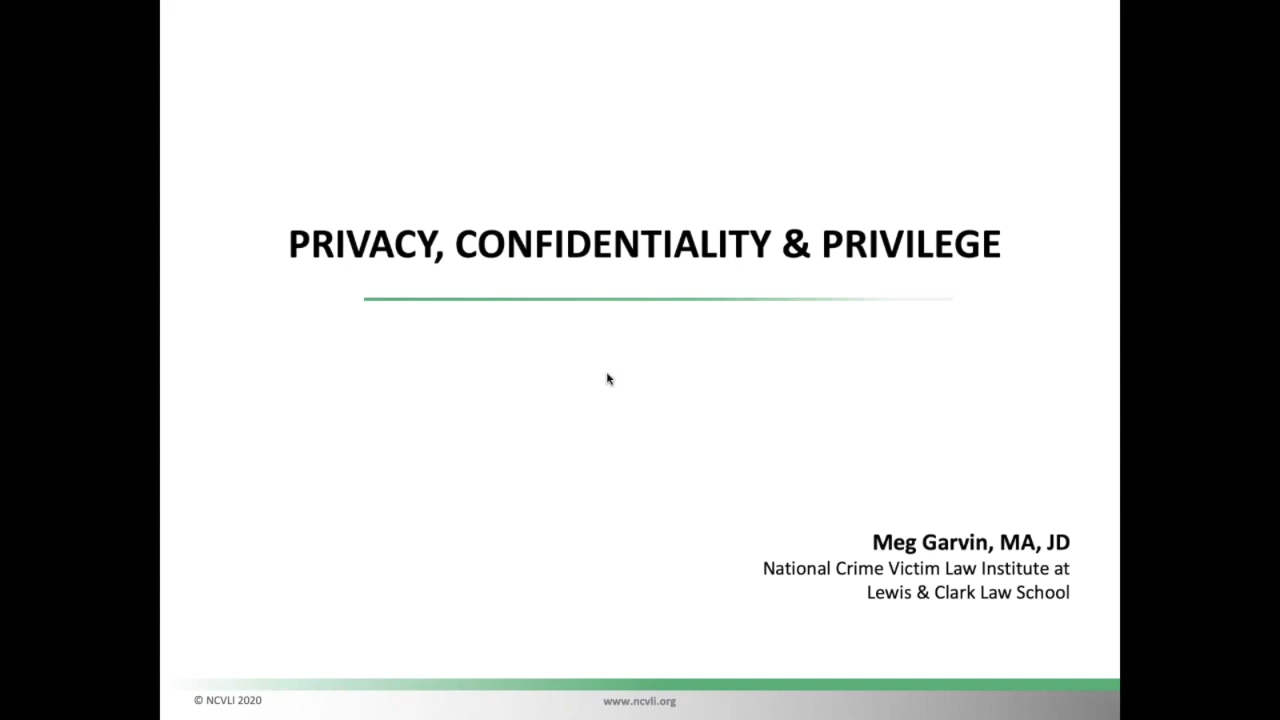 PRIVACY, CONFIDENTIALITY & PRIVILEGE
Meg Garvin, MA, JD
National Crime Victim Law Institute at
Lewis & Clark Law School
© NCVLI 2020
www.ncvli.org